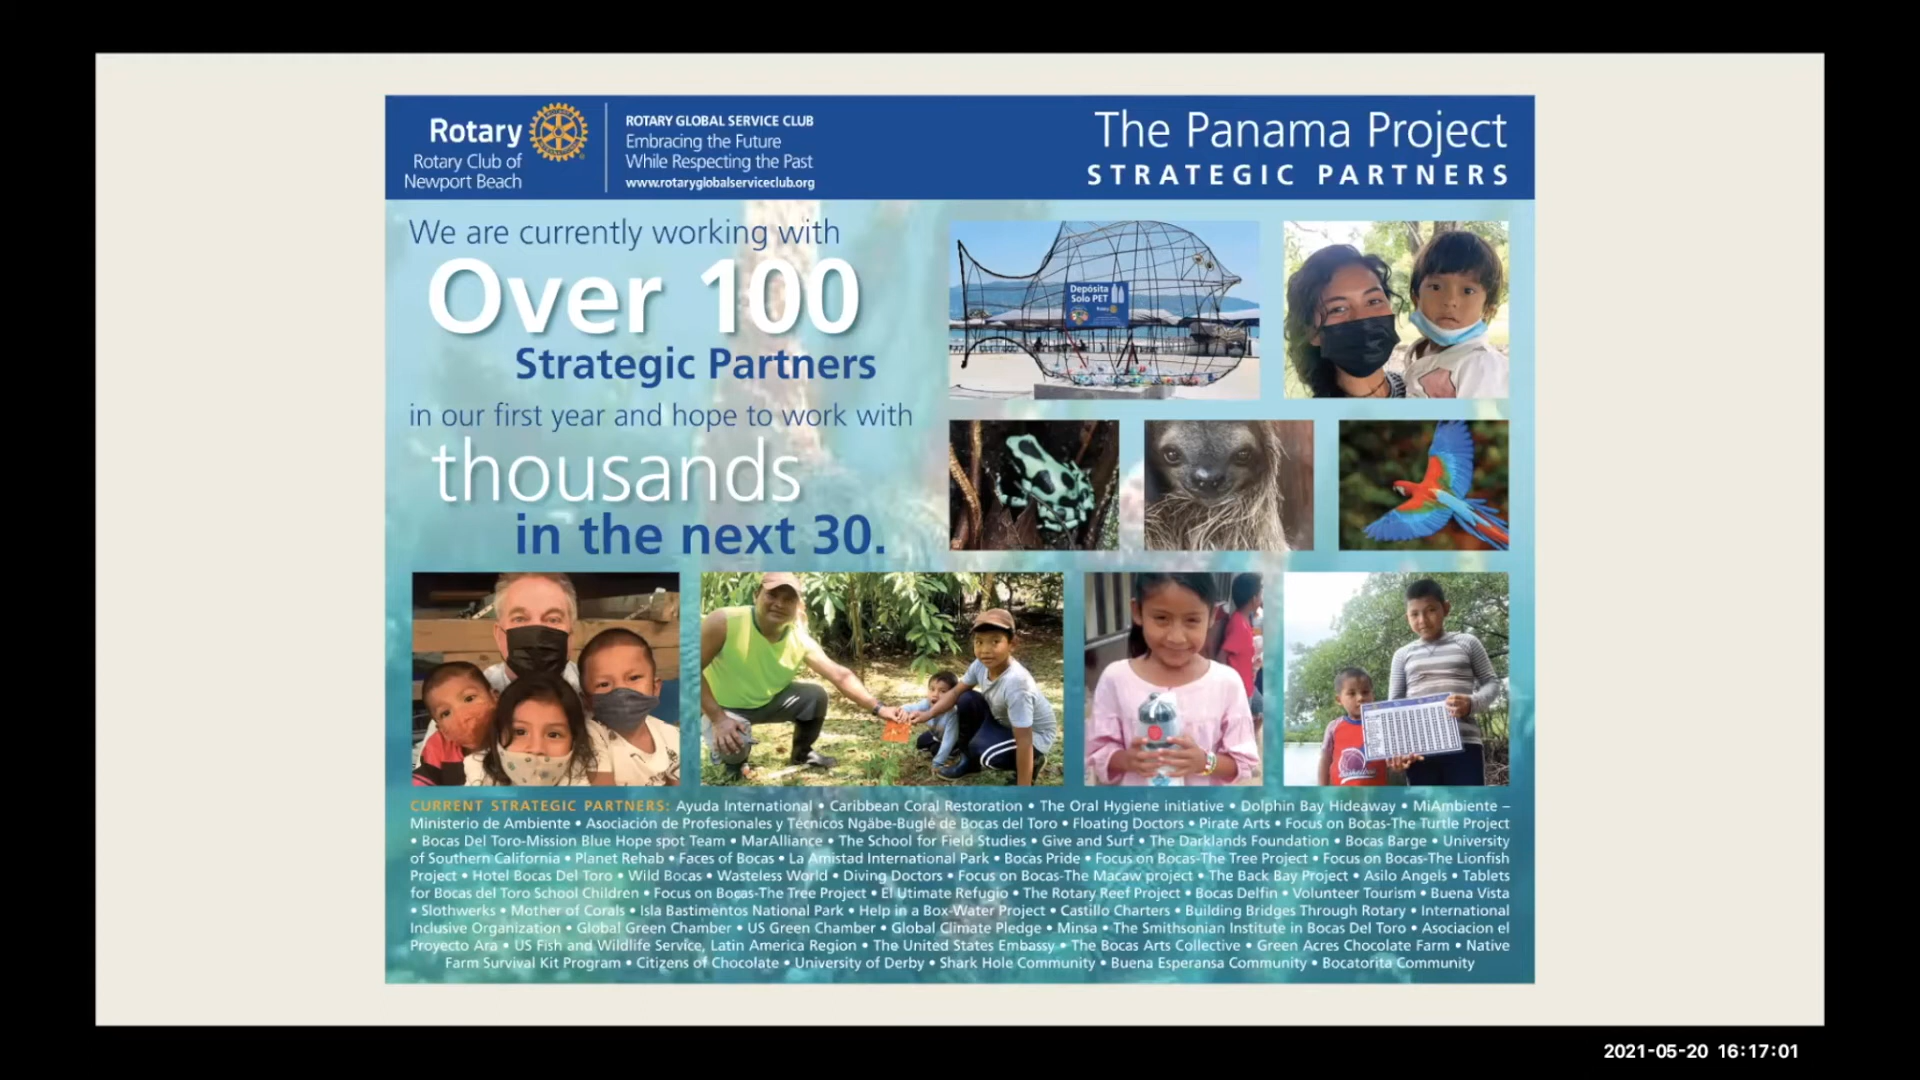 Rotary
Rotary Club of
Newport Beach
ROTARY GLOBAL SERVICE CLUB
Embracing the Future
While Respecting the Past
www.rotaryglobalserviceclub.org
The Panama Project
STRATEGIC PARTNERS
We are currently working with
Over 100
Strategic Partners
in our first year and hope to work with
thousands
in the next 30.
Depósita
Solo PET
CURRENT STRATEGIC PARTNERS: Ayuda International • Caribbean Coral Restoration • The Oral Hygiene initiative • Dolphin Bay Hideaway • MiAmbiente –
Ministerio de Ambiente • Asociación de Profesionales y Técnicos Ngäbe-Buglé de Bocas del Toro • Floating Doctors • Pirate Arts • Focus on Bocas-The Turtle Project
• Bocas Del Toro-Mission Blue Hope spot Team • MarAlliance • The School for Field Studies • Give and Surf • The Darklands Foundation • Bocas Barge • University
of Southern California • Planet Rehab • Faces of Bocas • La Amistad International Park • Bocas Pride • Focus on Bocas-The Tree Project • Focus on Bocas-The Lionfish
Project • Hotel Bocas Del Toro • Wild Bocas • Wasteless World • Diving Doctors • Focus on Bocas-The Macaw project • The Back Bay Project • Asilo Angels • Tablets
for Bocas del Toro School Children • Focus on Bocas-The Tree Project • El Utimate Refugio • The Rotary Reef Project • Bocas Delfin • Volunteer Tourism • Buena Vista
• Slothwerks • Mother of Corals • Isla Bastimentos National Park • Help in a Box-Water Project • Castillo Charters • Building Bridges Through Rotary • International
Inclusive Organization • Global Green Chamber • US Green Chamber • Global Climate Pledge • Minsa • The Smithsonian Institute in Bocas Del Toro • Asociacion el
Proyecto Ara • US Fish and Wildlife Service, Latin America Region • The United States Embassy • The Bocas Arts Collective • Green Acres Chocolate Farm • Native
Farm Survival Kit Program • Citizens of Chocolate • University of Derby • Shark Hole Community • Buena Esperansa Community • Bocatorita Community
2021-05-20 16:17:01